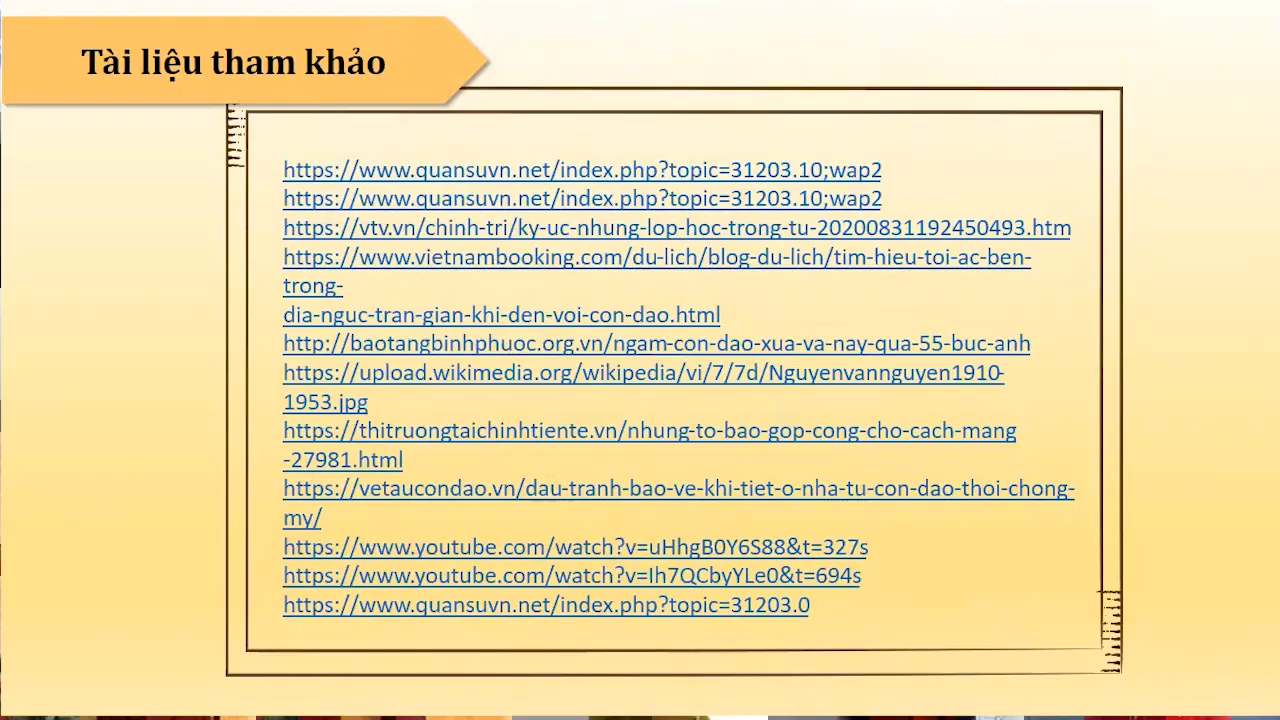 Tài liệu tham khảo
https://www.quansuvn.net/index.php?topic=31203.10;wap2
https://www.quansuvn.net/index.php?topic=31203.10;wap2
https://vtv.vn/chinh-tri/ky-uc-nhung-lop-hoc-trong-tu-20200831192450493.htm
https://www.vietnambooking.com/du-lich/blog-du-lich/tim-hieu-toi-ac-ben-
trong-
dia-nguc-tran-gian-khi-den-voi-con-dao.html
http://baotangbinhphuoc.org.vn/ngam-con-dao-xua-va-nay-qua-55-buc-anh
https://upload.wikimedia.org/wikipedia/vi/7/7d/Nguyenvannguyen1910-
1953.jpg
https://thitruongtaichinhtiente.vn/nhung-to-bao-gop-cong-cho-cach-mang
-27981.html
https://vetaucondao.vn/dau-tranh-bao-ve-khi-tiet-o-nha-tu-con-dao-thoi-chong-
my/
https://www.youtube.com/watch?v=uHhgB0Y6S88&t=327s
https://www.youtube.com/watch?v=Ih7QCbyYLe0&t=694s
https://www.quansuvn.net/index.php?topic=31203.0